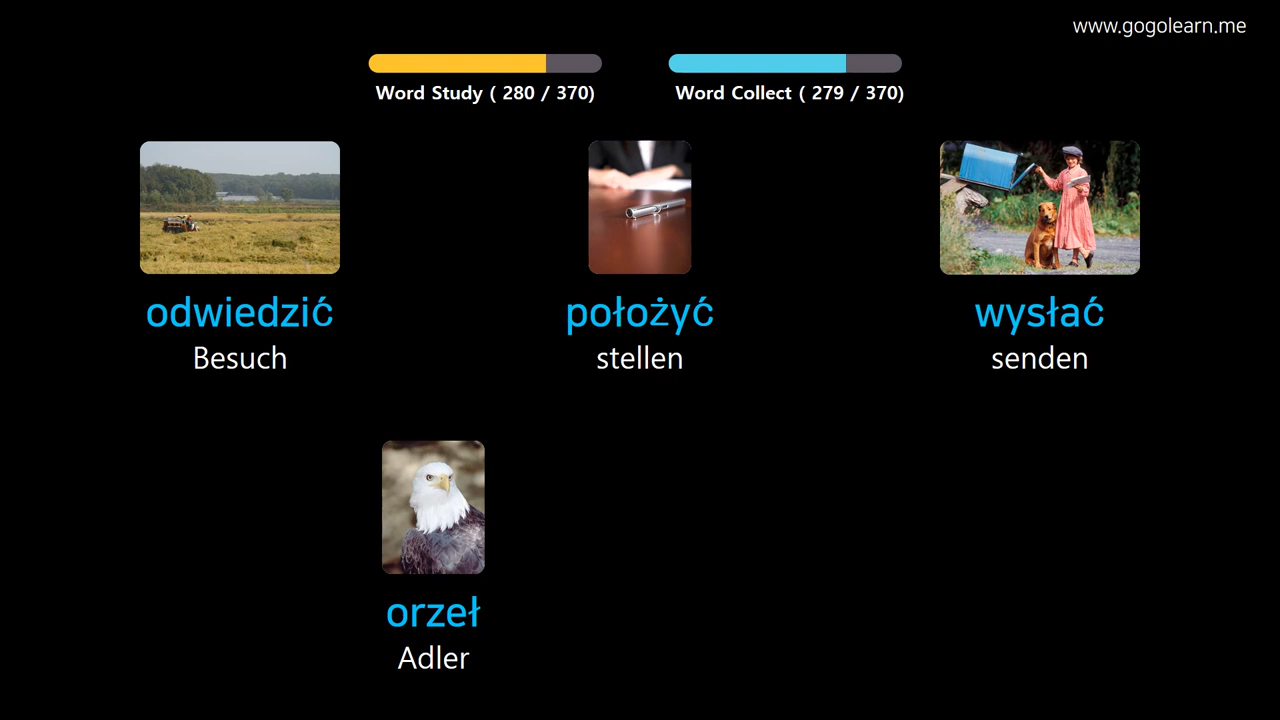 www.gogolearn.me
Word Study ( 280 / 370)
Word Collect ( 279 / 370)
odwiedzić
Besuch
położyć
stellen
wysłać
senden
orzeł
Adler